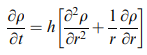 ∂ρ/∂t = h[∂²ρ/∂r² + 1/r ∂ρ/∂r]